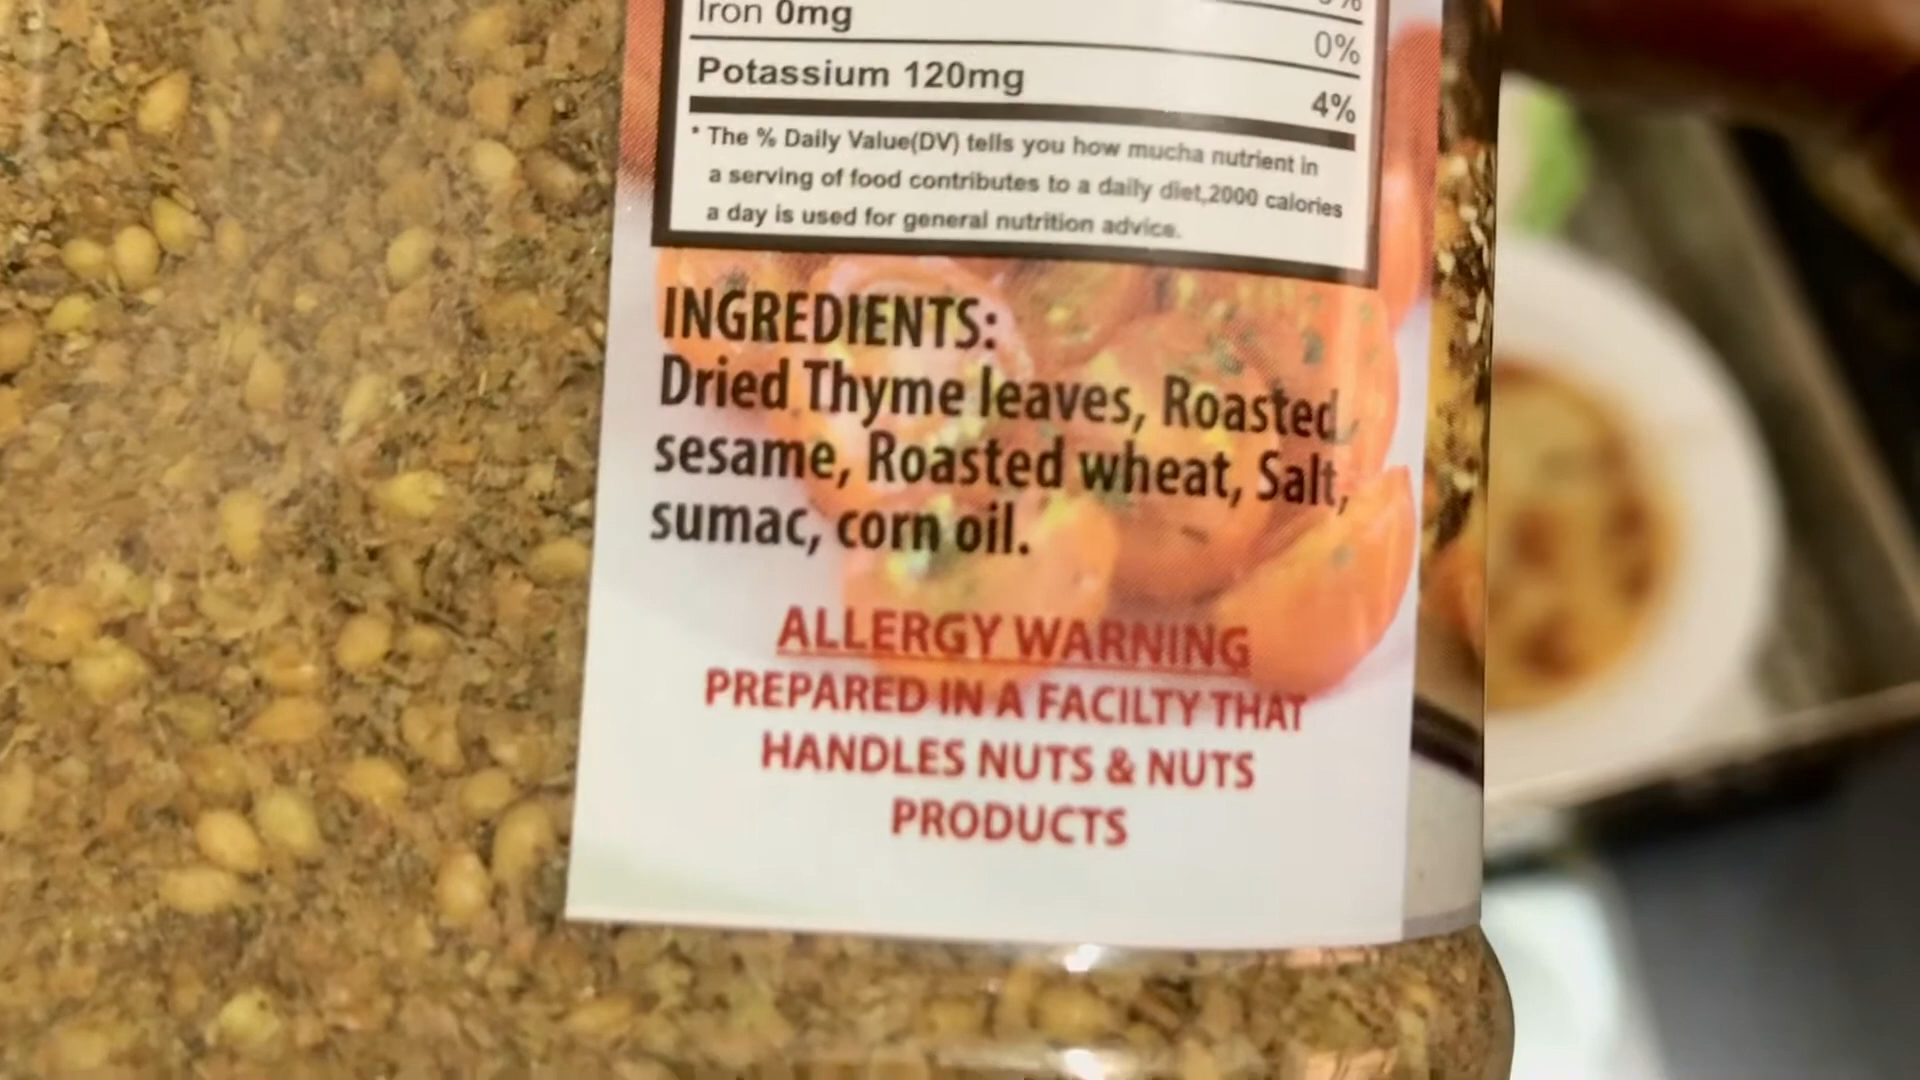 Iron 0mg
0%
Potassium 120mg
4%
* The % Daily Value(DV) tells you how mucha nutrient in
a serving of food contributes to a daily diet,2000 calories
a day is used for general nutrition advice.
INGREDIENTS:
Dried Thyme leaves, Roasted
sesame, Roasted wheat, Salt,
sumac, corn oil.
ALLERGY WARNING
PREPARED IN A FACILTY THAT
HANDLES NUTS & NUTS
PRODUCTS